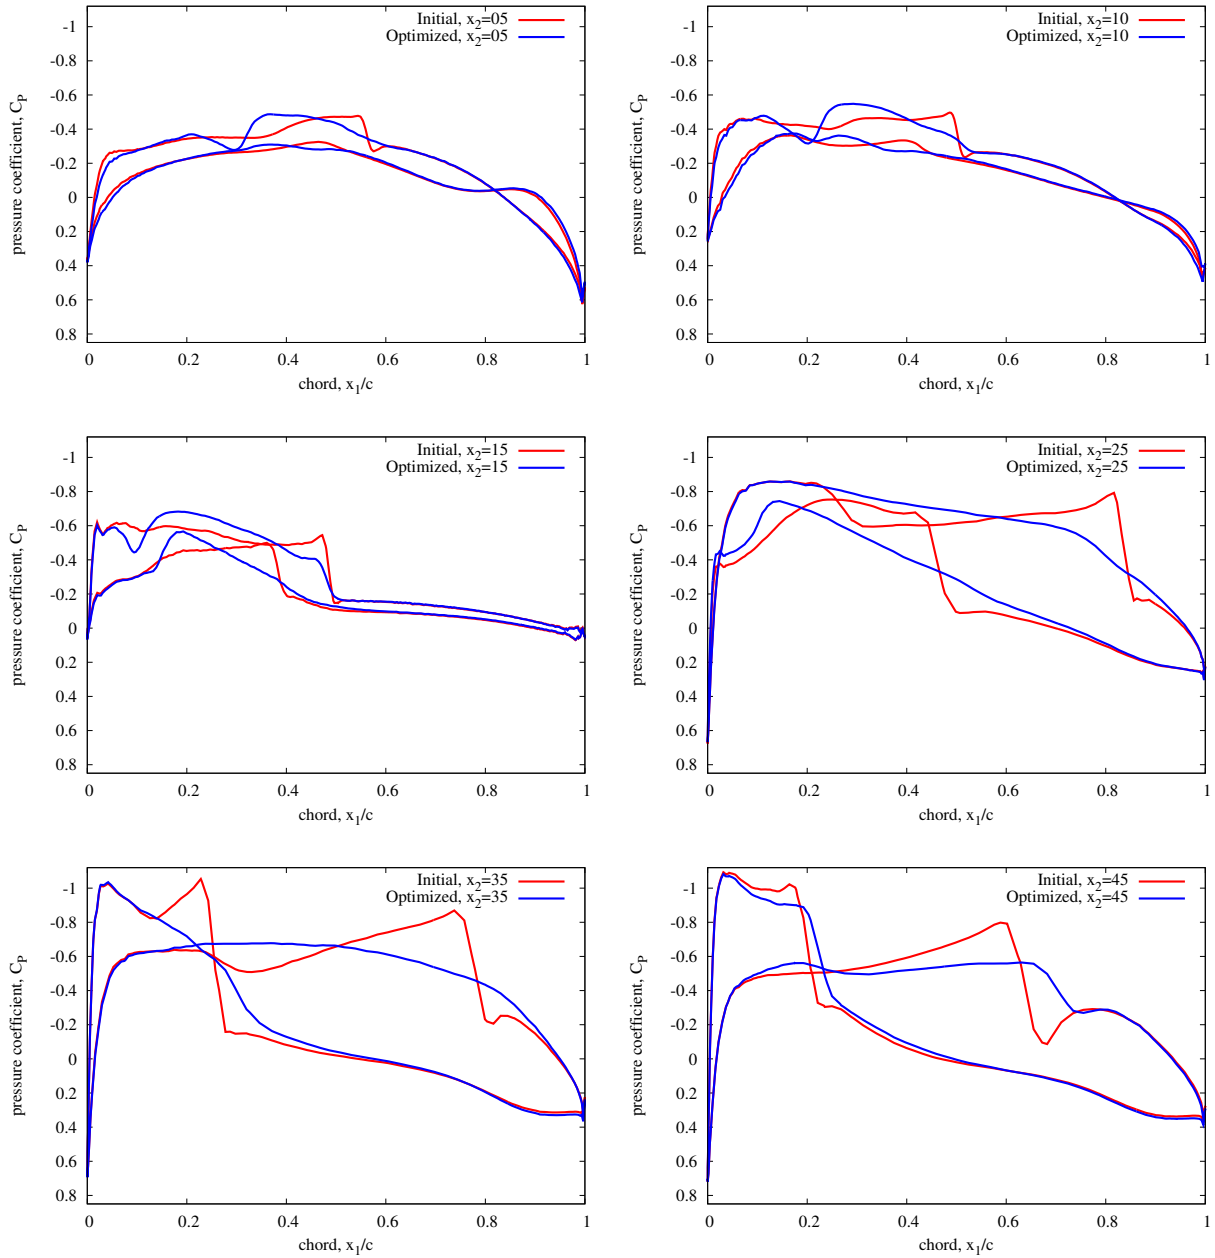 Initial, x2=05
Optimized, x2=05
-1
-0.8
-0.6
-0.4
-0.2
0
0.2
0.4
0.6
0.8
pressure coefficient, CP
0 0.2 0.4 0.6 0.8 1
chord, x1/c
Initial, x2=10
Optimized, x2=10
-1
-0.8
-0.6
-0.4
-0.2
0
0.2
0.4
0.6
0.8
pressure coefficient, CP
0 0.2 0.4 0.6 0.8 1
chord, x1/c
Initial, x2=15
Optimized, x2=15
-1
-0.8
-0.6
-0.4
-0.2
0
0.2
0.4
0.6
0.8
pressure coefficient, CP
0 0.2 0.4 0.6 0.8 1
chord, x1/c
Initial, x2=25
Optimized, x2=25
-1
-0.8
-0.6
-0.4
-0.2
0
0.2
0.4
0.6
0.8
pressure coefficient, CP
0 0.2 0.4 0.6 0.8 1
chord, x1/c
Initial, x2=35
Optimized, x2=35
-1
-0.8
-0.6
-0.4
-0.2
0
0.2
0.4
0.6
0.8
pressure coefficient, CP
0 0.2 0.4 0.6 0.8 1
chord, x1/c
Initial, x2=45
Optimized, x2=45
-1
-0.8
-0.6
-0.4
-0.2
0
0.2
0.4
0.6
0.8
pressure coefficient, CP
0 0.2 0.4 0.6 0.8 1
chord, x1/c